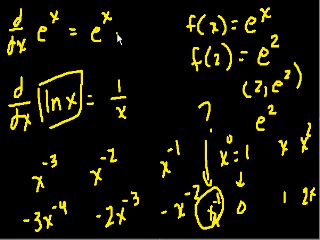 d/dx e^x = e^x
f(x) = e^x
f(2) = e^2
(2, e^2)
e^2
d/dx ln x = 1/x
?
x^-3 x^-2 x^-1 x^0 = 1 x x^2
-3x^-4 -2x^-3 -x^-2 0 1 2x